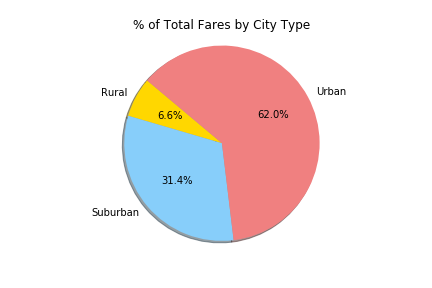 % of Total Fares by City Type
Rural
Urban
6.6%
62.0%
31.4%
Suburban